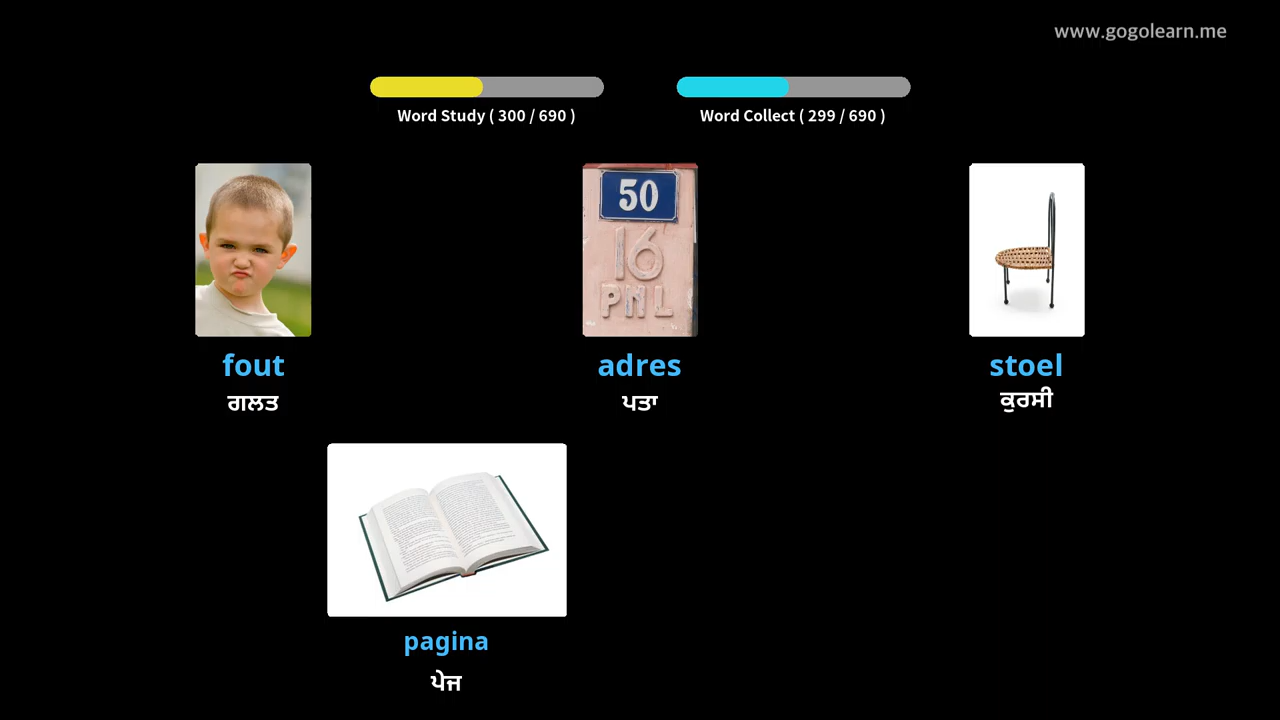 www.gogolearn.me
Word Study ( 300 / 690 )
Word Collect ( 299 / 690 )
50
16
PML
fout
adres
stoel
ਗਲਤ
ਪਤਾ
ਕੁਰਸੀ
pagina
ਪੇਜ